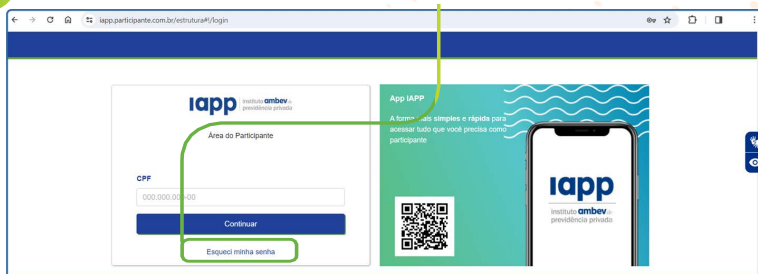 iapp.participante.com.br/estrutura#!/login
Iapp instituto ambev de
previdência privada
Área do Participante
CPF
000.000.000-00
Continuar
Esqueci minha senha
App IAPP
A forma mais simples e rápida para
acessar tudo que você precisa como
participante
Iapp
instituto ambev de
previdência privada